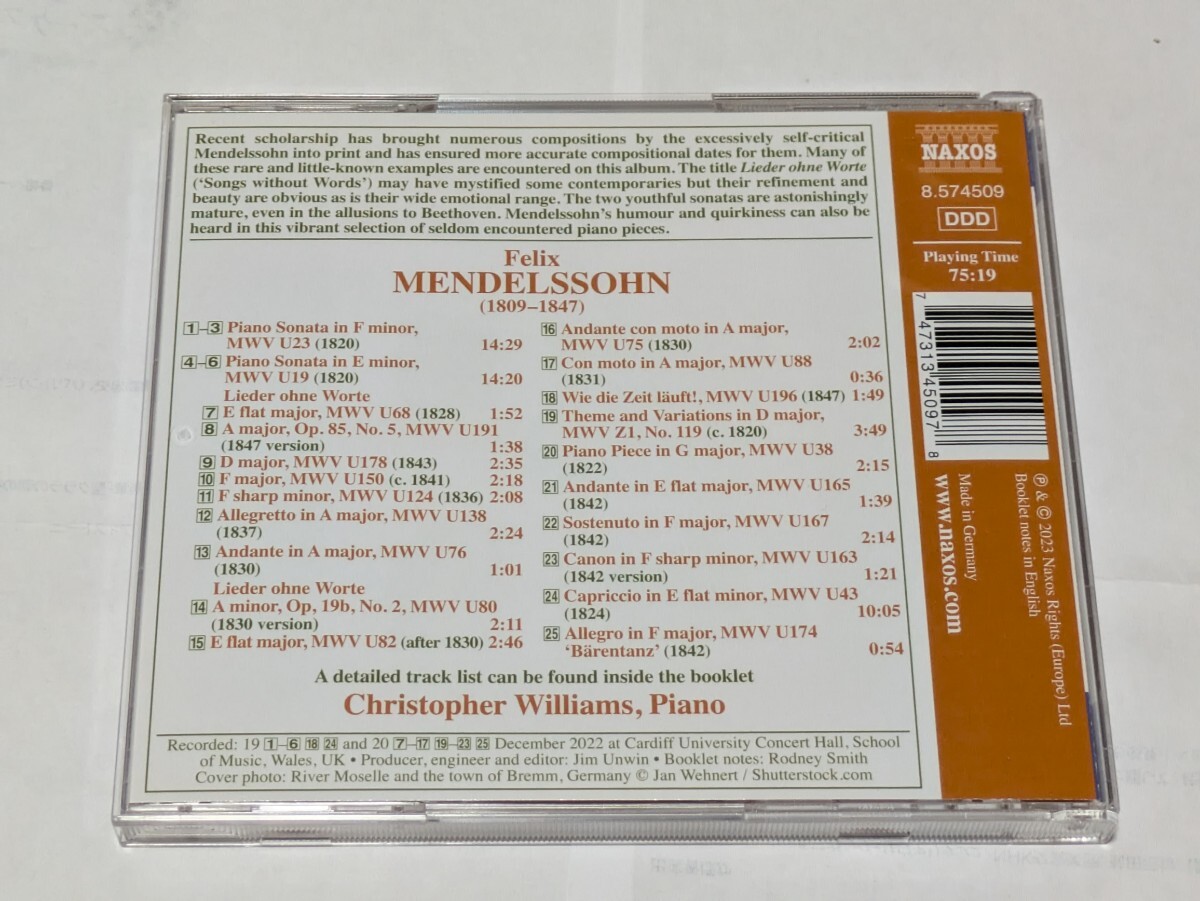 Recent scholarship has brought numerous compositions by the excessively self-critical
Mendelssohn into print and has ensured more accurate compositional dates for them. Many of
these rare and little-known examples are encountered on this album. The title Lieder ohne Worte
(‘Songs without Words’) may have mystified some contemporaries but their refinement and
beauty are obvious as is their wide emotional range. The two youthful sonatas are astonishingly
mature, even in the allusions to Beethoven. Mendelssohn’s humour and quirkiness can also be
heard in this vibrant selection of seldom encountered piano pieces.
Felix
MENDELSSOHN
(1809–1847)
1–3 Piano Sonata in F minor,
MWV U23 (1820) 14:29
4–6 Piano Sonata in E minor,
MWV U19 (1820) 14:20
Lieder ohne Worte
7 E flat major, MWV U68 (1828) 1:52
8 A major, Op. 85, No. 5, MWV U191
(1847 version) 1:38
9 D major, MWV U178 (1843) 2:35
10 F major, MWV U150 (c. 1841) 2:18
11 F sharp minor, MWV U124 (1836) 2:08
12 Allegretto in A major, MWV U138
(1837) 2:24
13 Andante in A major, MWV U76
(1830) 1:01
Lieder ohne Worte
14 A minor, Op, 19b, No. 2, MWV U80
(1830 version) 2:11
15 E flat major, MWV U82 (after 1830) 2:46
16 Andante con moto in A major,
MWV U75 (1830) 2:02
17 Con moto in A major, MWV U88
(1831) 0:36
18 Wie die Zeit läuft!, MWV U196 (1847) 1:49
19 Theme and Variations in D major,
MWV Z1, No. 119 (c. 1820) 3:49
20 Piano Piece in G major, MWV U38
(1822) 2:15
21 Andante in E flat major, MWV U165
(1842) 1:39
22 Sostenuto in F major, MWV U167
(1842) 2:14
23 Canon in F sharp minor, MWV U163
(1842 version) 1:21
24 Capriccio in E flat minor, MWV U43
(1824) 10:05
25 Allegro in F major, MWV U174
‘Bärentanz’ (1842) 0:54
A detailed track list can be found inside the booklet
Christopher Williams, Piano
Recorded: 19 1–6 18 24 and 20 7–17 19–23 25 December 2022 at Cardiff University Concert Hall, School
of Music, Wales, UK • Producer, engineer and editor: Jim Unwin • Booklet notes: Rodney Smith
Cover photo: River Moselle and the town of Bremm, Germany © Jan Wehnert / Shutterstock.com
NAXOS
8.574509
DDD
Playing Time
75:19
7 47313 45097 8
℗ & © 2023 Naxos Rights (Europe) Ltd
Booklet notes in English
Made in Germany
www.naxos.com